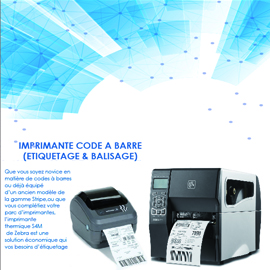 IMPRIMANTE CODE A BARRE
(ETIQUETAGE & BALISAGE)
Que vous soyez novice en
matière de codes à barres
ou déjà équipé
d'un ancien modèle de
la gamme Stripe,ou que
vous complétiez votre
parc d'imprimantes,
l'imprimante
thermique S4M
de Zebra est une
solution économique qui
vos besoins d'étiquetage